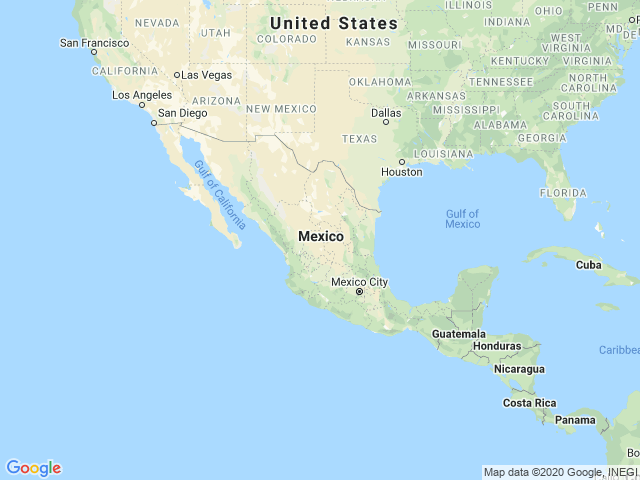 United States
NEVADA
UTAH
COLORADO
KANSAS
MISSOURI
ILLINOIS
INDIANA
OHIO
PENN
MD
San Francisco
CALIFORNIA
Las Vegas
WEST
VIRGINIA
KENTUCKY
VIRGINIA
Los Angeles
ARIZONA
NEW MEXICO
OKLAHOMA
ARKANSAS
TENNESSEE
NORTH
CAROLINA
San Diego
Dallas
MISSISSIPPI
ALABAMA
SOUTH
CAROLINA
GEORGIA
TEXAS
LOUISIANA
Houston
FLORIDA
Gulf of California
Gulf of
Mexico
Mexico
Cuba
Mexico City
Guatemala
Honduras
Caribbe
Nicaragua
Costa Rica
Panama
Bo
Google
Map data ©2020 Google, INEGI